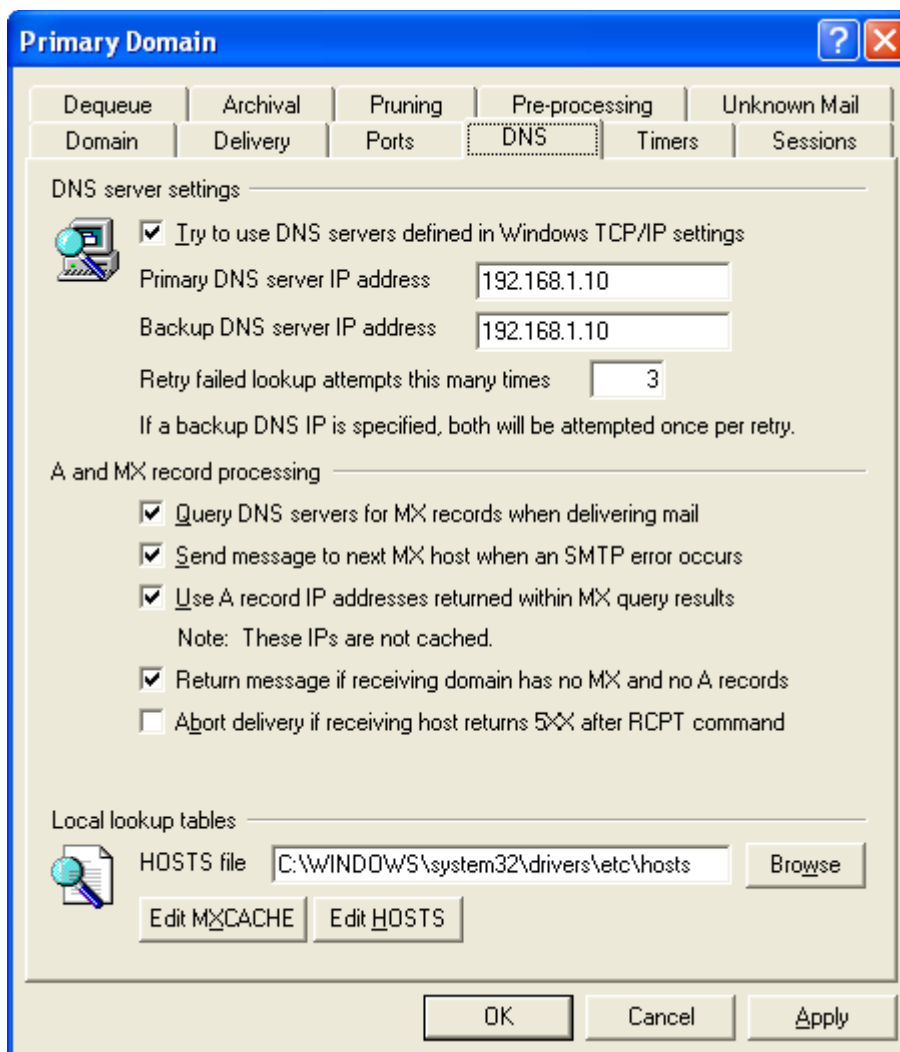 Primary Domain
Dequeue Archival Pruning Pre-processing Unknown Mail
Domain Delivery Ports DNS Timers Sessions
DNS server settings
Try to use DNS servers defined in Windows TCP/IP settings
Primary DNS server IP address 192.168.1.10
Backup DNS server IP address 192.168.1.10
Retry failed lookup attempts this many times 3
If a backup DNS IP is specified, both will be attempted once per retry.
A and MX record processing
Query DNS servers for MX records when delivering mail
Send message to next MX host when an SMTP error occurs
Use A record IP addresses returned within MX query results
Note: These IPs are not cached.
Return message if receiving domain has no MX and no A records
Abort delivery if receiving host returns 5XX after RCPT command
Local lookup tables
HOSTS file C:\WINDOWS\system32\drivers\etc\hosts Browse
Edit MXCACHE Edit HOSTS
OK Cancel Apply